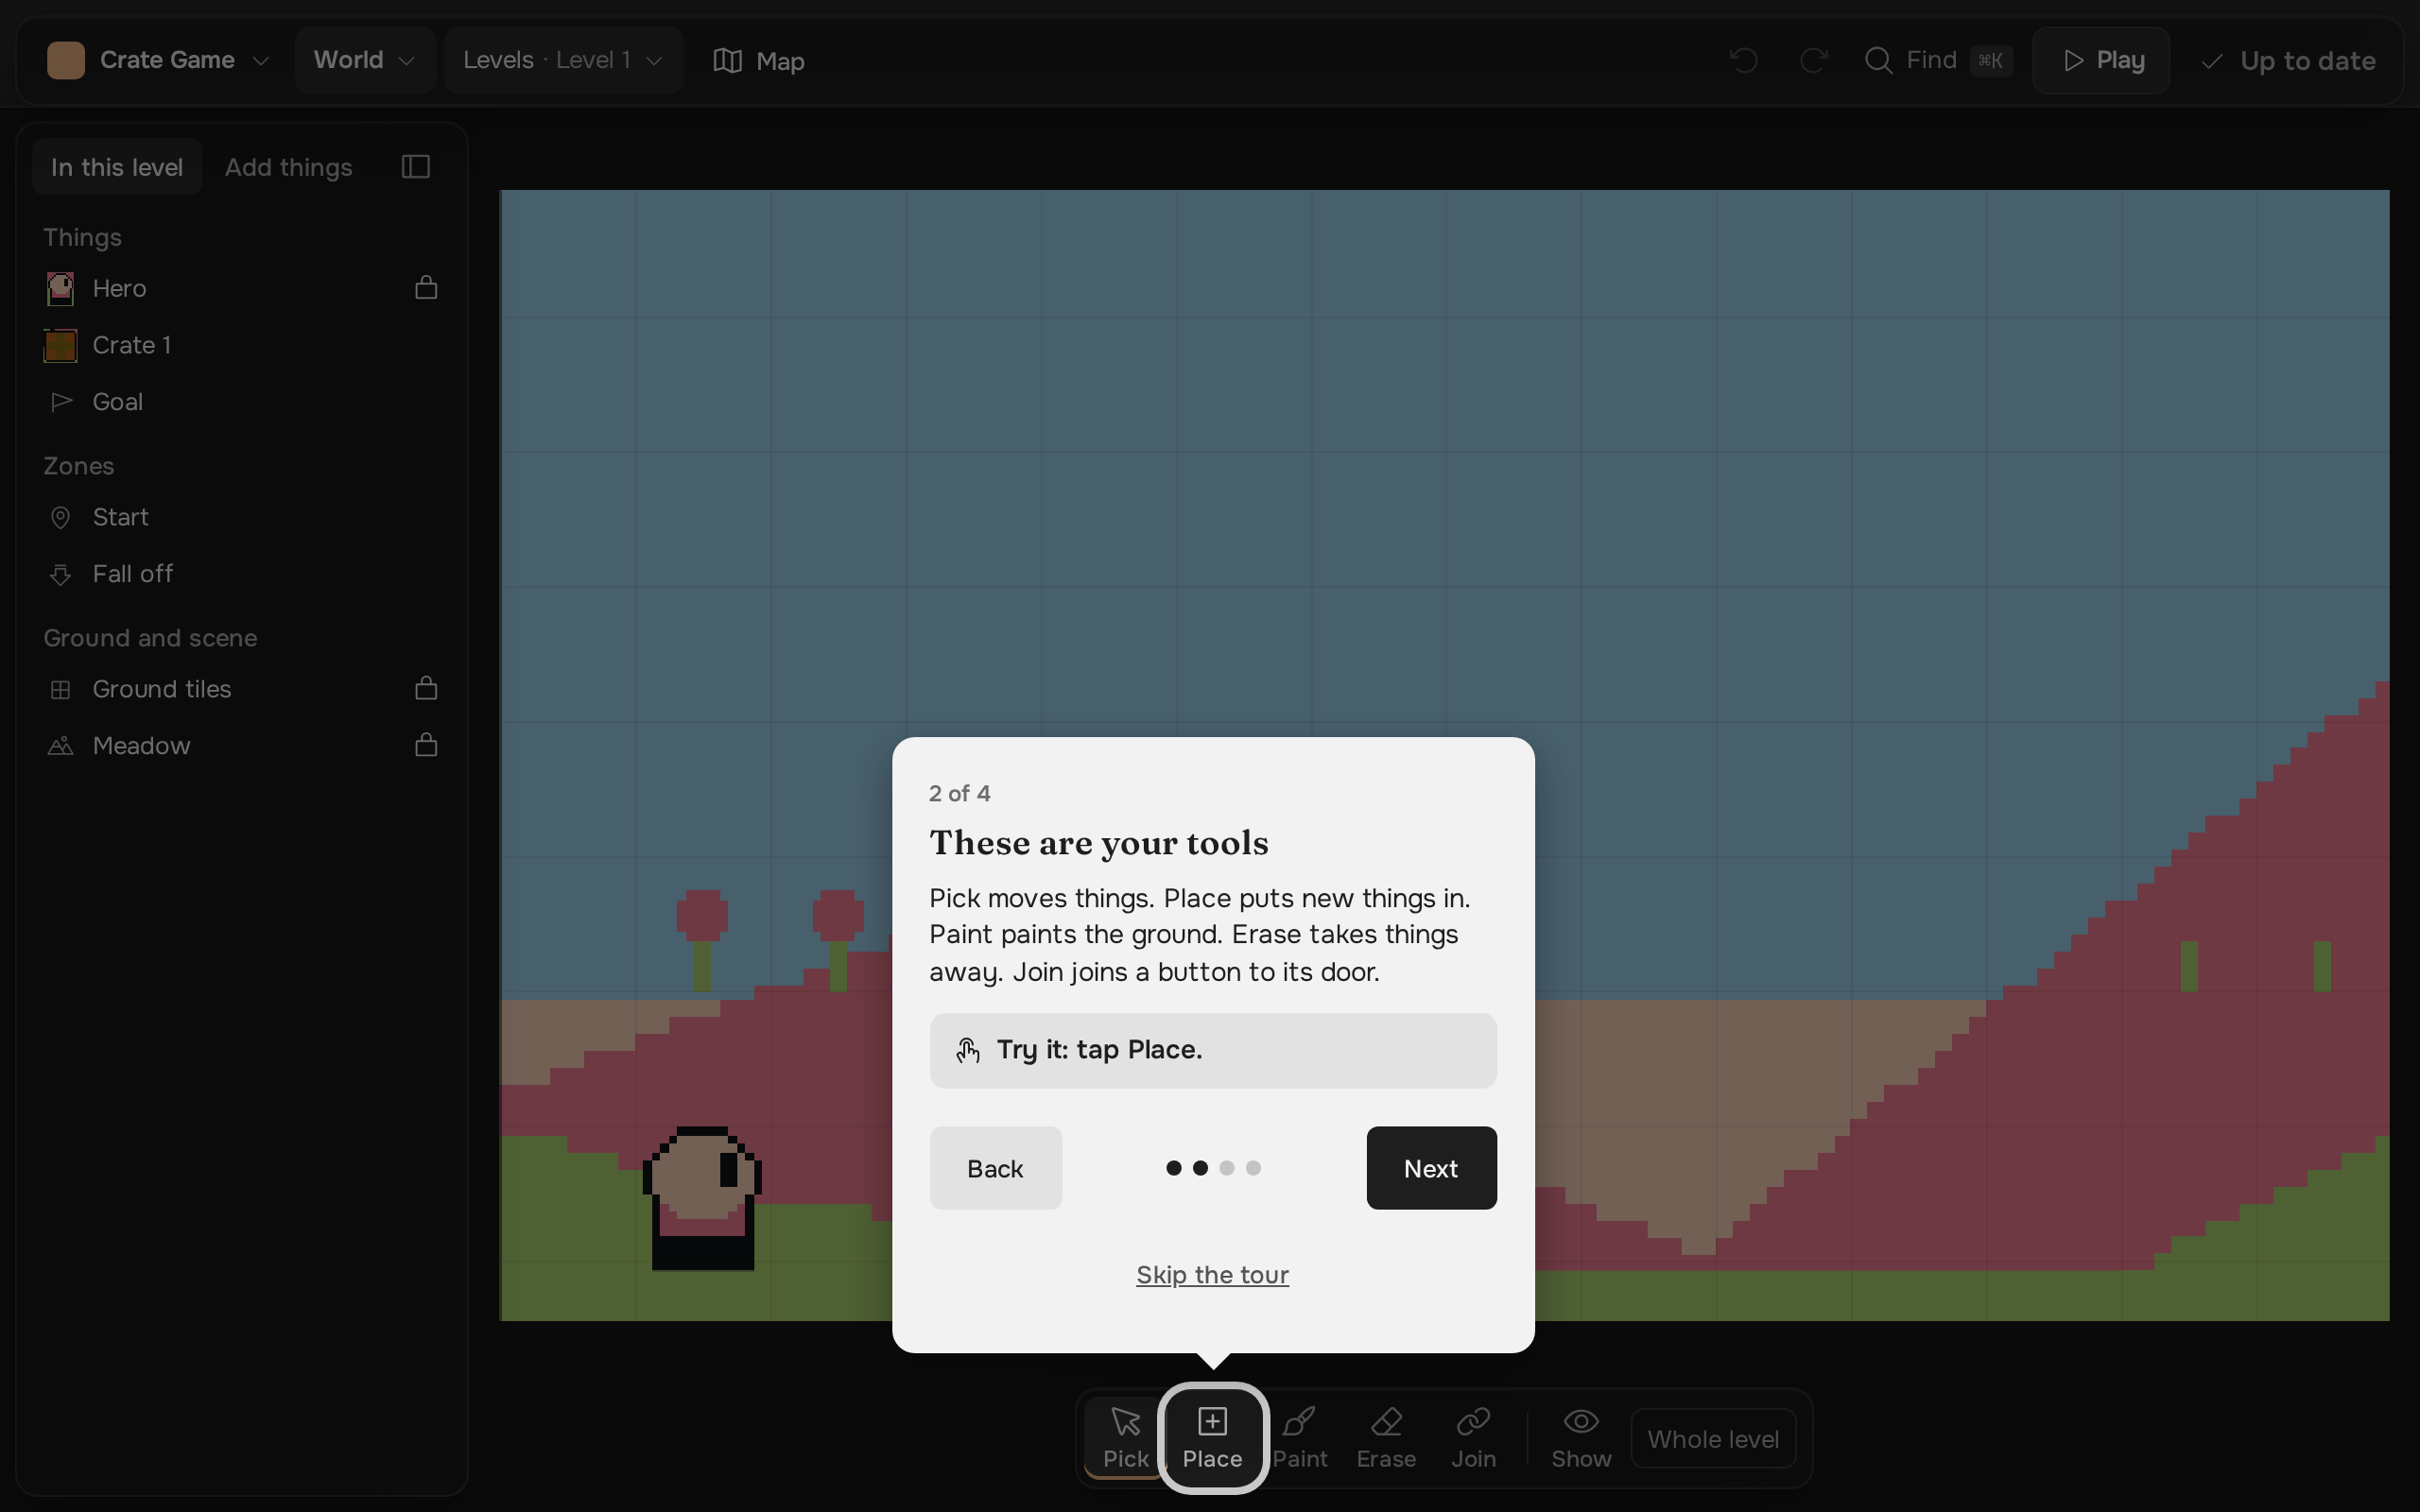 Crate Game
World
Levels · Level 1
Map
Find ⌘K
Play
Up to date
In this level
Add things
Things
Hero
Crate 1
Goal
Zones
Start
Fall off
Ground and scene
Ground tiles
Meadow
2 of 4
These are your tools
Pick moves things. Place puts new things in.
Paint paints the ground. Erase takes things
away. Join joins a button to its door.
Try it: tap Place.
Back
Next
Skip the tour
Pick
Place
Paint
Erase
Join
Show
Whole level